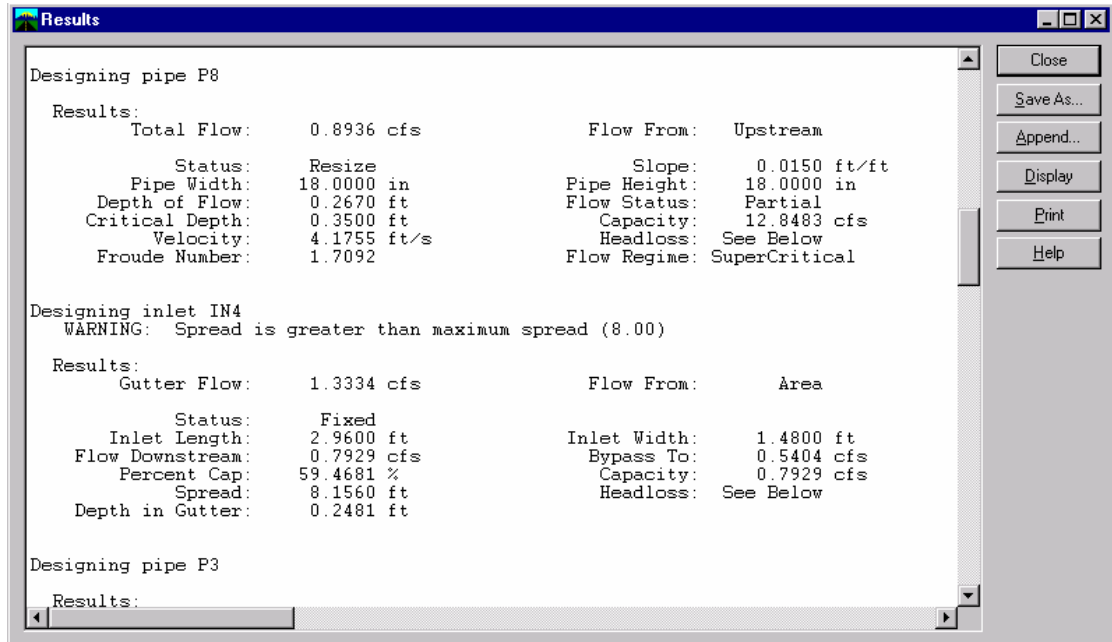 Results
Designing pipe P8
Results:
Total Flow: 0.8936 cfs Flow From: Upstream
Status: Resize Slope: 0.0150 ft/ft
Pipe Width: 18.0000 in Pipe Height: 18.0000 in
Depth of Flow: 0.2670 ft Flow Status: Partial
Critical Depth: 0.3500 ft Capacity: 12.8483 cfs
Velocity: 4.1755 ft/s Headloss: See Below
Froude Number: 1.7092 Flow Regime: SuperCritical
Designing inlet IN4
WARNING: Spread is greater than maximum spread (8.00)
Results:
Gutter Flow: 1.3334 cfs Flow From: Area
Status: Fixed
Inlet Length: 2.9600 ft Inlet Width: 1.4800 ft
Flow Downstream: 0.7929 cfs Bypass To: 0.5404 cfs
Percent Cap: 59.4681 % Capacity: 0.7929 cfs
Spread: 8.1560 ft Headloss: See Below
Depth in Gutter: 0.2481 ft
Designing pipe P3
Results:
Close
Save As...
Append...
Display
Print
Help